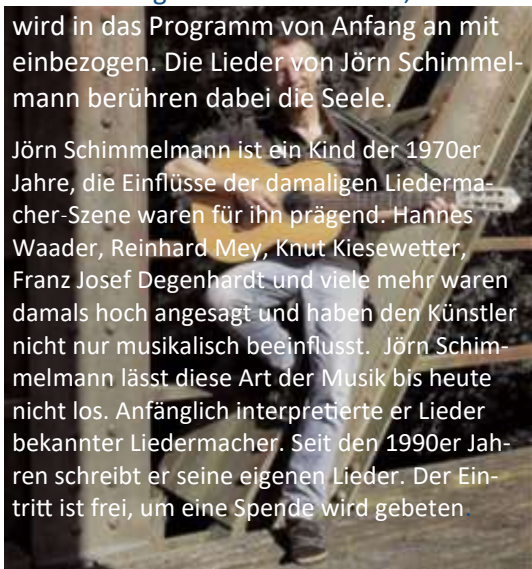 wird in das Programm von Anfang an mit
einbezogen. Die Lieder von Jörn Schimmel-
mann berühren dabei die Seele.
Jörn Schimmelmann ist ein Kind der 1970er
Jahre, die Einflüsse der damaligen Liederma-
cher-Szene waren für ihn prägend. Hannes
Waader, Reinhard Mey, Knut Kiesewetter,
Franz Josef Degenhardt und viele mehr waren
damals hoch angesagt und haben den Künstler
nicht nur musikalisch beeinflusst. Jörn Schim-
melmann lässt diese Art der Musik bis heute
nicht los. Anfänglich interpretierte er Lieder
bekannter Liedermacher. Seit den 1990er Jah-
ren schreibt er seine eigenen Lieder. Der Ein-
tritt ist frei, um eine Spende wird gebeten.